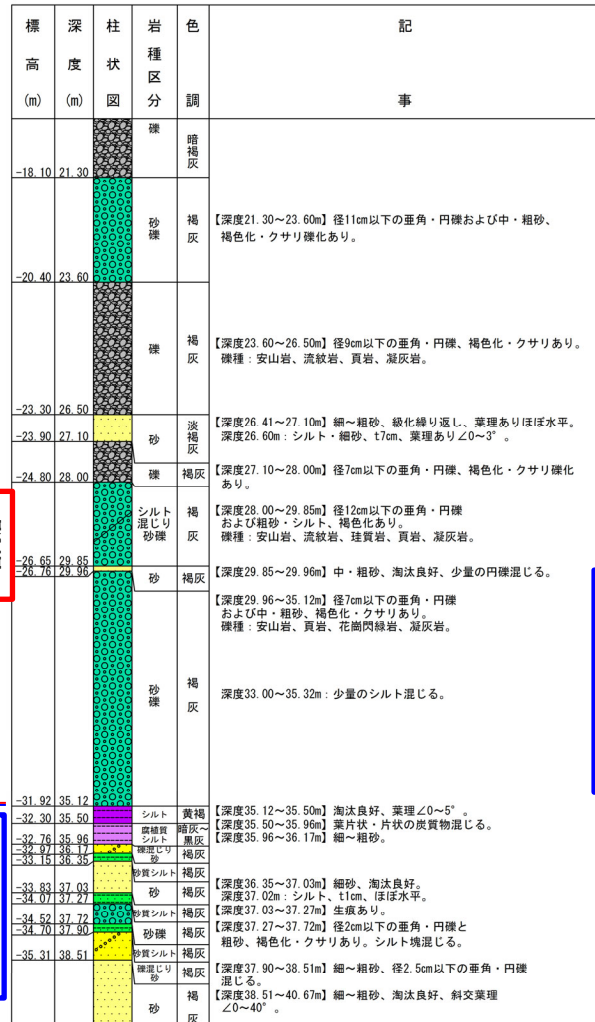 標高(m) 深度(m) 柱状図 岩種区分 色調 記事
礫 暗褐灰
-18.10 21.30
砂礫 褐灰 【深度21.30~23.60m】径11cm以下の亜角・円礫および中・粗砂、
褐色化・クサリ礫化あり。
-20.40 23.60
礫 褐灰 【深度23.60~26.50m】径9cm以下の亜角・円礫、褐色化・クサリあり。
礫種：安山岩、流紋岩、頁岩、凝灰岩。
-23.30 26.50
砂 淡褐灰 【深度26.41~27.10m】細~粗砂、級化繰り返し、葉理ありほぼ水平。
深度26.60m：シルト・細砂、t7cm、葉理あり∠0~3°。
-23.90 27.10
礫 褐灰 【深度27.10~28.00m】径7cm以下の亜角・円礫、褐色化・クサリ礫化
あり。
-24.80 28.00
シルト混じり砂礫 褐灰 【深度28.00~29.85m】径12cm以下の亜角・円礫
および粗砂・シルト、褐色化あり。
礫種：安山岩、流紋岩、珪質岩、頁岩、凝灰岩。
-26.65 29.85
砂 褐灰 【深度29.85~29.96m】中・粗砂、淘汰良好、少量の円礫混じる。
-26.76 29.96
砂礫 褐灰 【深度29.96~35.12m】径7cm以下の亜角・円礫
および中・粗砂、褐色化・クサリあり。
礫種：安山岩、頁岩、花崗閃緑岩、凝灰岩。
深度33.00~35.32m：少量のシルト混じる。
-31.92 35.12
シルト 黄褐 【深度35.12~35.50m】淘汰良好、葉理∠0~5°。
-32.30 35.50
腐植質シルト 暗灰~黒灰 【深度35.50~35.96m】葉片状・片状の炭質物混じる。
-32.76 35.96
礫混じり砂 褐灰 【深度35.96~36.17m】細~粗砂。
-32.97 36.17
砂質シルト 褐灰
-33.15 36.35
砂 褐灰 【深度36.35~37.03m】細砂、淘汰良好。
深度37.02m：シルト、t1cm、ほぼ水平。
-33.83 37.03
砂質シルト 褐灰 【深度37.03~37.27m】生痕あり。
-34.07 37.27
砂礫 褐灰 【深度37.27~37.72m】径2cm以下の亜角・円礫と
粗砂、褐色化・クサリあり。シルト塊混じる。
-34.52 37.72
砂質シルト 褐灰
-34.70 37.90
礫混じり砂 褐灰 【深度37.90~38.51m】細~粗砂、径2.5cm以下の亜角・円礫
混じる。
-35.31 38.51
砂 褐灰 【深度38.51~40.67m】細~粗砂、淘汰良好、斜交葉理
∠0~40°。